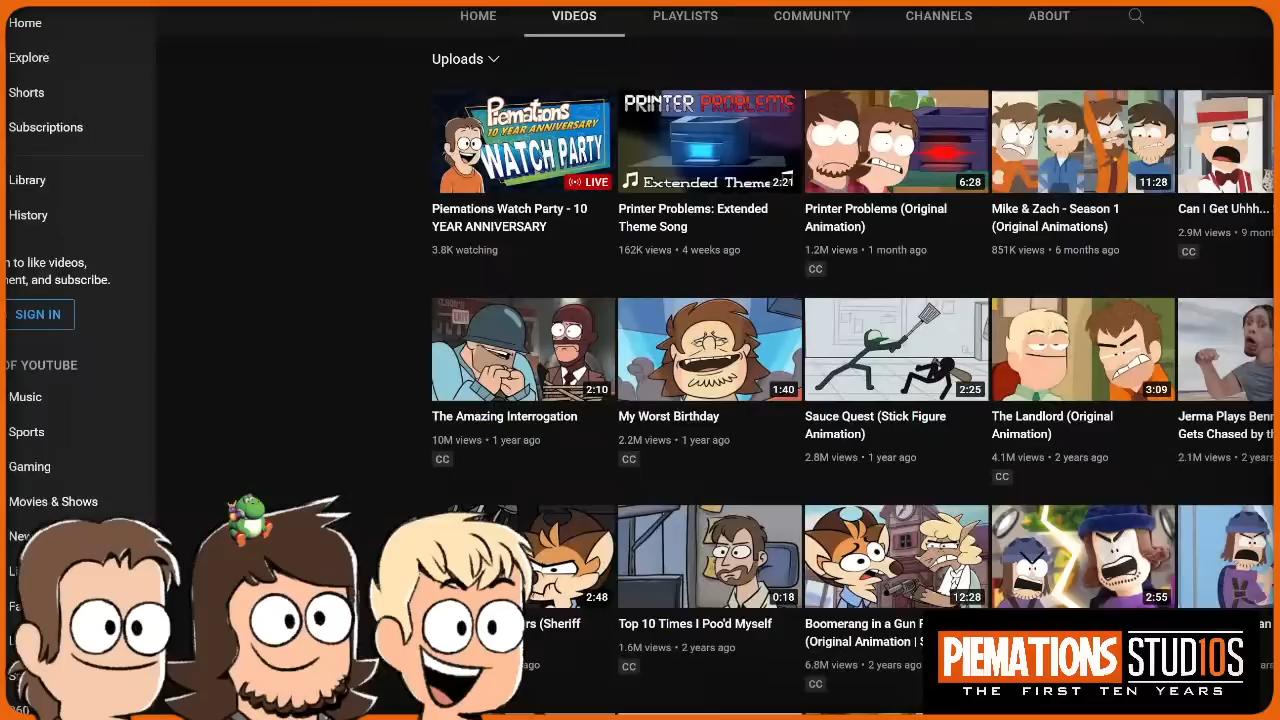 HOME VIDEOS PLAYLISTS COMMUNITY CHANNELS ABOUT
Home
Explore
Shorts
Subscriptions
Library
History
to like videos,
and subscribe.
SIGN IN
OF YOUTUBE
Music
Sports
Gaming
Movies & Shows
Uploads
Piemations
10 YEAR ANNIVERSARY
WATCH PARTY
LIVE
Piemations Watch Party - 10
YEAR ANNIVERSARY
3.8K watching
PRINTER PROBLEMS
Extended Theme
2:21
Printer Problems: Extended
Theme Song
162K views • 4 weeks ago
6:28
Printer Problems (Original
Animation)
1.2M views • 1 month ago
CC
11:28
Mike & Zach - Season 1
(Original Animations)
851K views • 6 months ago
Can I Get Uhhh...
2.9M views • 9
CC
EXIT
2:10
The Amazing Interrogation
10M views • 1 year ago
CC
1:40
My Worst Birthday
2.2M views • 1 year ago
CC
2:25
Sauce Quest (Stick Figure
Animation)
2.8M views • 1 year ago
3:09
The Landlord (Original
Animation)
4.1M views • 2 years ago
CC
Jerma Plays
Gets Chased by
2.1M views • 2
2:48
(Sheriff
ago
0:18
Top 10 Times I Poo'd Myself
1.6M views • 2 years ago
CC
12:28
Boomerang in a Gun
(Original Animation |
6.8M views • 2 years
CC
2:55
PIEMATIONS STUD10S
THE FIRST TEN YEARS